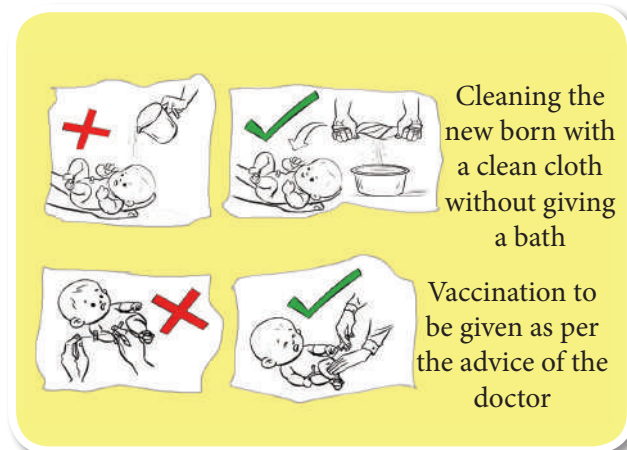 Cleaning the
new born with
a clean cloth
without giving
a bath
Vaccination to
be given as per
the advice of the
doctor